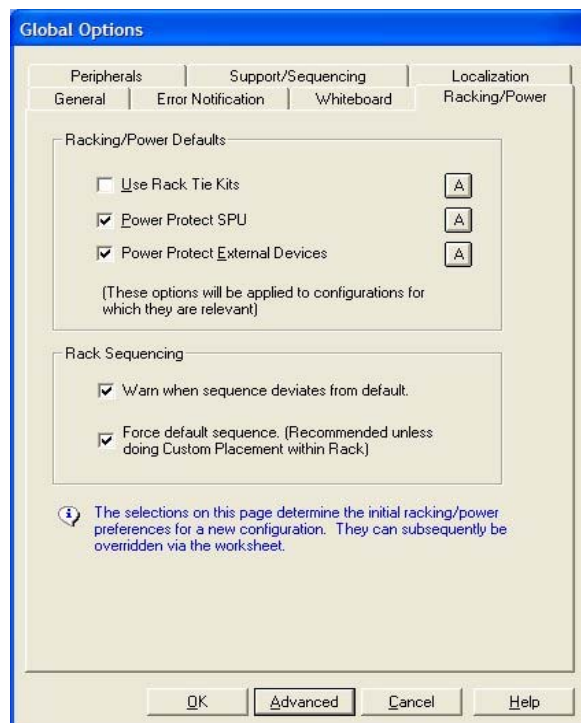 Global Options
Peripherals
Support/Sequencing
Localization
General
Error Notification
Whiteboard
Racking/Power
Racking/Power Defaults
Use Rack Tie Kits
A
Power Protect SPU
A
Power Protect External Devices
A
(These options will be applied to configurations for
which they are relevant)
Rack Sequencing
Warn when sequence deviates from default.
Force default sequence. (Recommended unless
doing Custom Placement within Rack)
The selections on this page determine the initial racking/power
preferences for a new configuration. They can subsequently be
overridden via the worksheet.
OK
Advanced
Cancel
Help